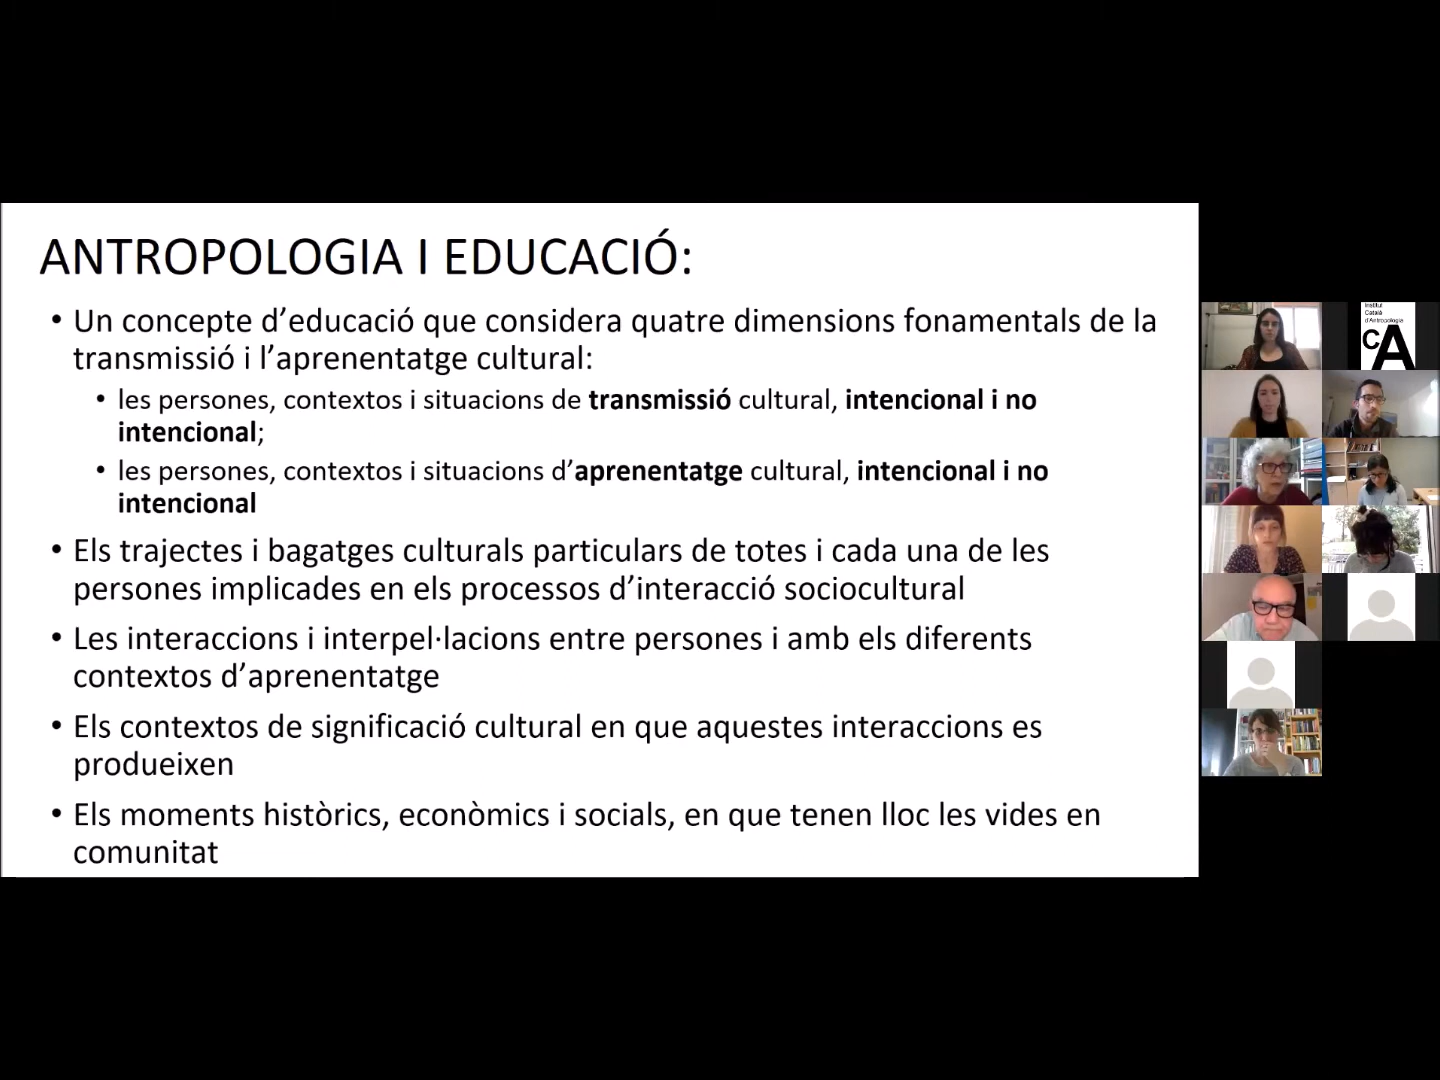 ANTROPOLOGIA I EDUCACIÓ:
• Un concepte d’educació que considera quatre dimensions fonamentals de la
transmissió i l’aprenentatge cultural:
• les persones, contextos i situacions de transmissió cultural, intencional i no
intencional;
• les persones, contextos i situacions d’aprenentatge cultural, intencional i no
intencional
• Els trajectes i bagatges culturals particulars de totes i cada una de les
persones implicades en els processos d’interacció sociocultural
• Les interaccions i interpel·lacions entre persones i amb els diferents
contextos d’aprenentatge
• Els contextos de significació cultural en que aquestes interaccions es
produeixen
• Els moments històrics, econòmics i socials, en que tenen lloc les vides en
comunitat
Institut
Català
d'Antropologia
CA